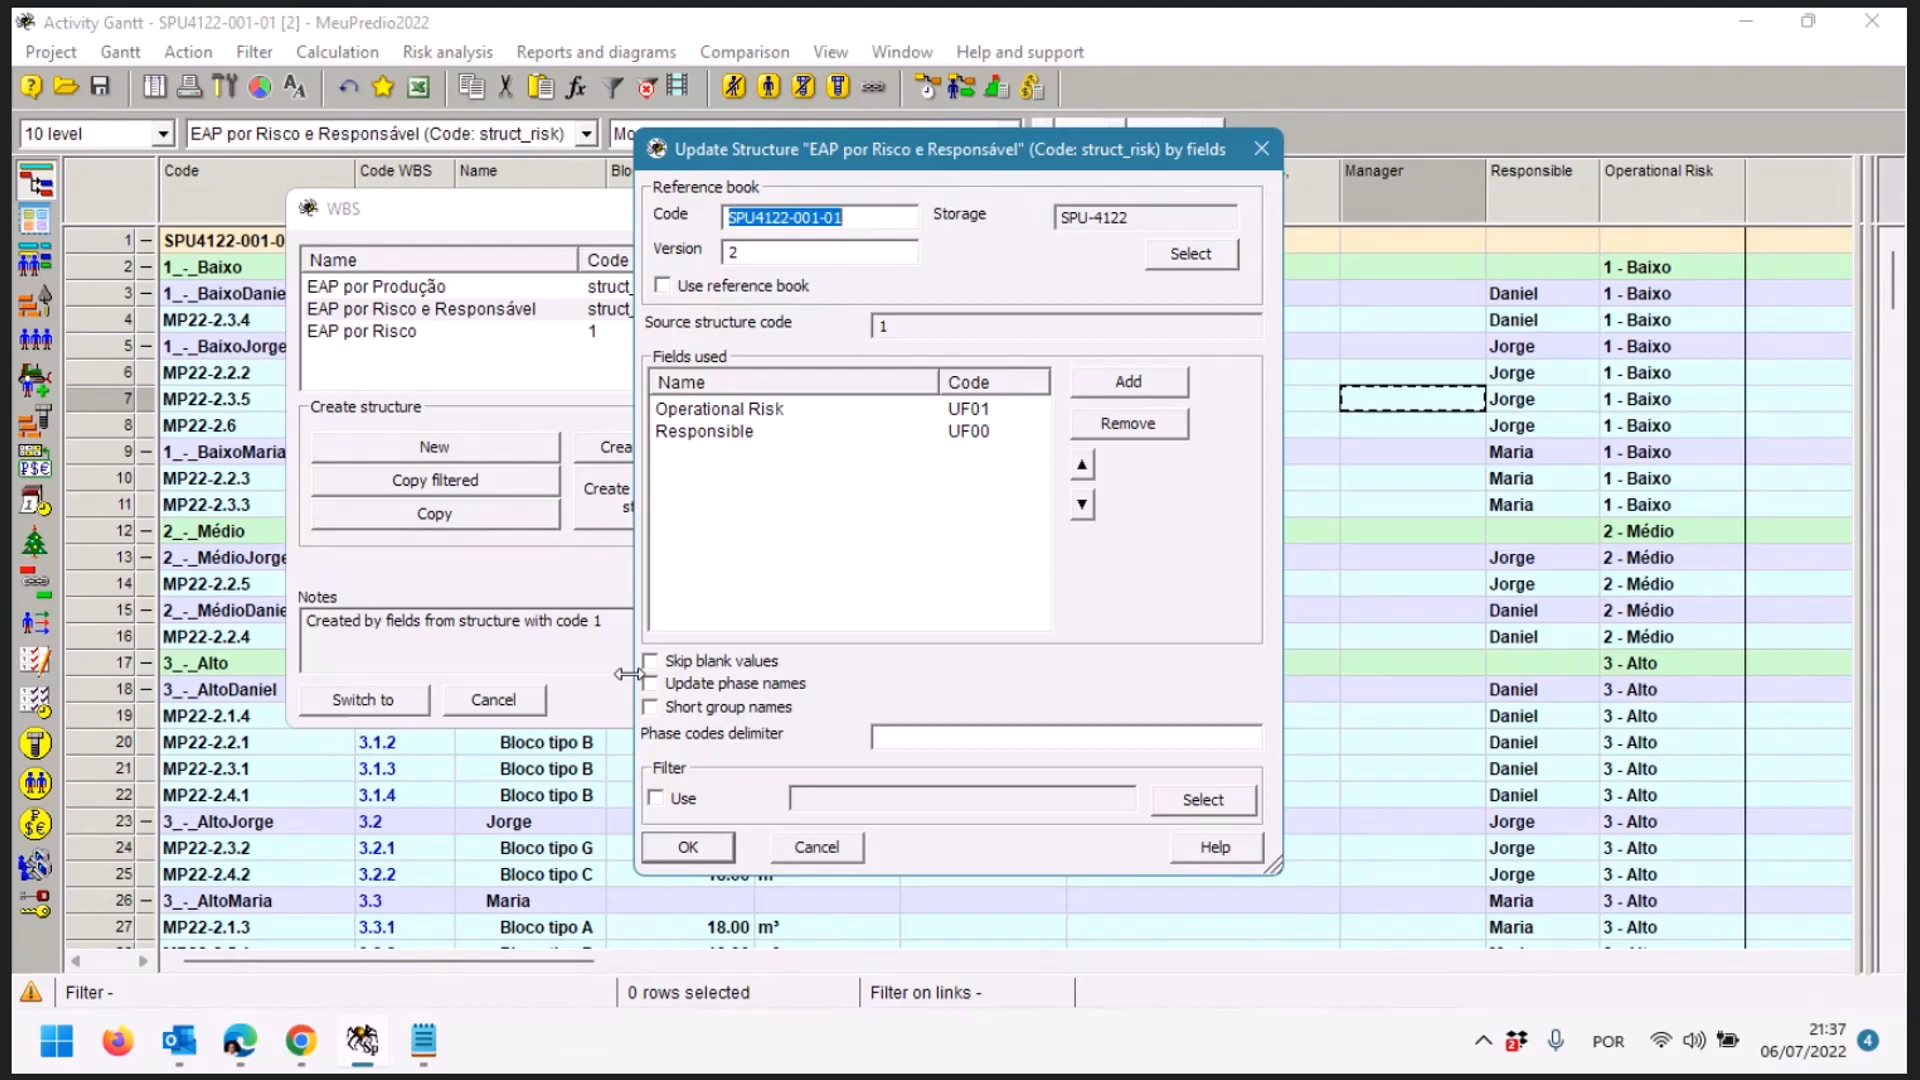 Activity Gantt - SPU4122-001-01 [2] - MeuPredio2022
Project Gantt Action Filter Calculation Risk analysis Reports and diagrams Comparison View Window Help and support
10 level EAP por Risco e Responsável (Code: struct_risk)
Code Code WBS Name Manager Responsible Operational Risk
WBS
Name Code
EAP por Produção struct_
EAP por Risco e Responsável struct_
EAP por Risco 1
Create structure
New
Copy filtered
Copy
Create
Notes
Created by fields from structure with code 1
Switch to Cancel
Update Structure "EAP por Risco e Responsável" (Code: struct_risk) by fields
Reference book
Code SPU4122-001-01 Storage SPU-4122
Version 2 Select
Use reference book
Source structure code 1
Fields used
Name Code
Operational Risk UF01
Responsible UF00
Add
Remove
Skip blank values
Update phase names
Short group names
Phase codes delimiter
Filter
Use Select
OK Cancel Help
1 SPU4122-001-0
2 1_-_Baixo 1 - Baixo
3 1_-_BaixoDanie Daniel 1 - Baixo
4 MP22-2.3.4 Daniel 1 - Baixo
5 1_-_BaixoJorge Jorge 1 - Baixo
6 MP22-2.2.2 Jorge 1 - Baixo
7 MP22-2.3.5 Jorge 1 - Baixo
8 MP22-2.6 Jorge 1 - Baixo
9 1_-_BaixoMaria Maria 1 - Baixo
10 MP22-2.2.3 Maria 1 - Baixo
11 MP22-2.3.3 Maria 1 - Baixo
12 2_-_Médio 2 - Médio
13 2_-_MédioJorge Jorge 2 - Médio
14 MP22-2.2.5 Jorge 2 - Médio
15 2_-_MédioDanie Daniel 2 - Médio
16 MP22-2.2.4 Daniel 2 - Médio
17 3_-_Alto 3 - Alto
18 3_-_AltoDaniel Daniel 3 - Alto
19 MP22-2.1.4 Daniel 3 - Alto
20 MP22-2.2.1 3.1.2 Bloco tipo B Daniel 3 - Alto
21 MP22-2.3.1 3.1.3 Bloco tipo B Daniel 3 - Alto
22 MP22-2.4.1 3.1.4 Bloco tipo B Daniel 3 - Alto
23 3_-_AltoJorge 3.2 Jorge Jorge 3 - Alto
24 MP22-2.3.2 3.2.1 Bloco tipo G Jorge 3 - Alto
25 MP22-2.4.2 3.2.2 Bloco tipo C Jorge 3 - Alto
26 3_-_AltoMaria 3.3 Maria Maria 3 - Alto
27 MP22-2.1.3 3.3.1 Bloco tipo A 18.00 m³ Maria 3 - Alto
Filter - 0 rows selected Filter on links -
POR 21:37
06/07/2022 4